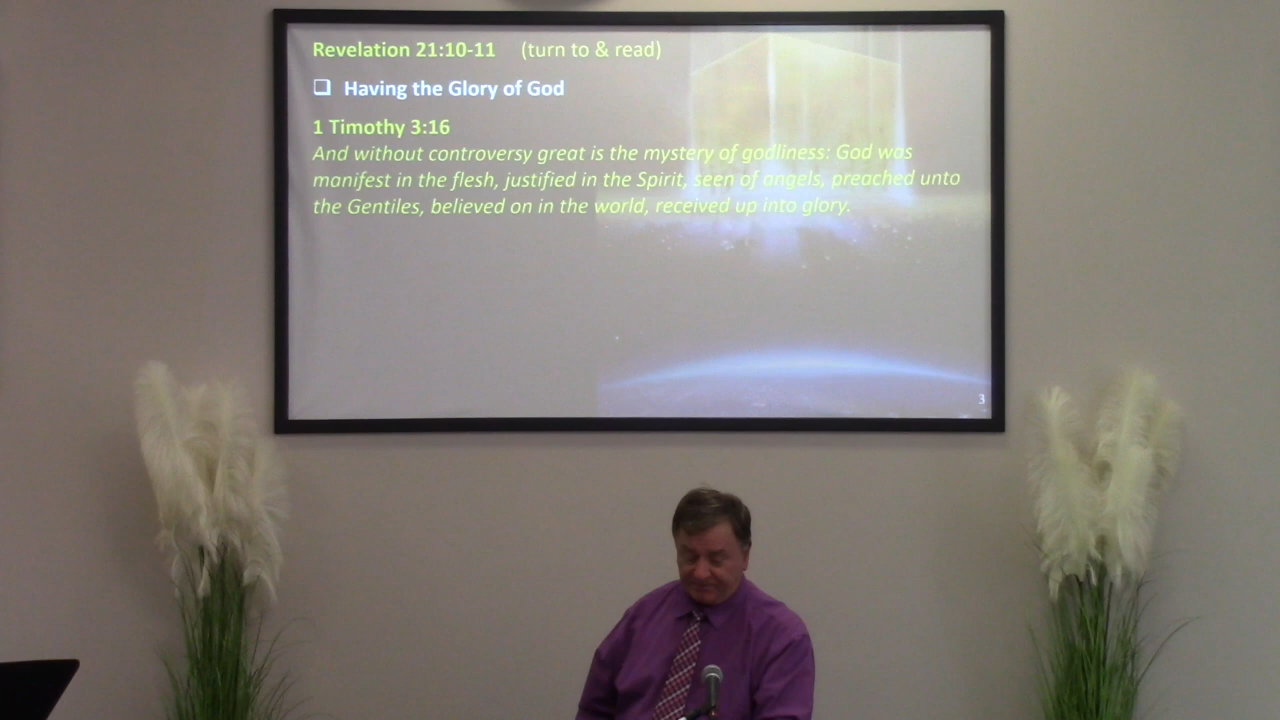 Revelation 21:10-11 (turn to & read)
❑ Having the Glory of God
1 Timothy 3:16
And without controversy great is the mystery of godliness: God was
manifest in the flesh, justified in the Spirit, seen of angels, preached unto
the Gentiles, believed on in the world, received up into glory.
3